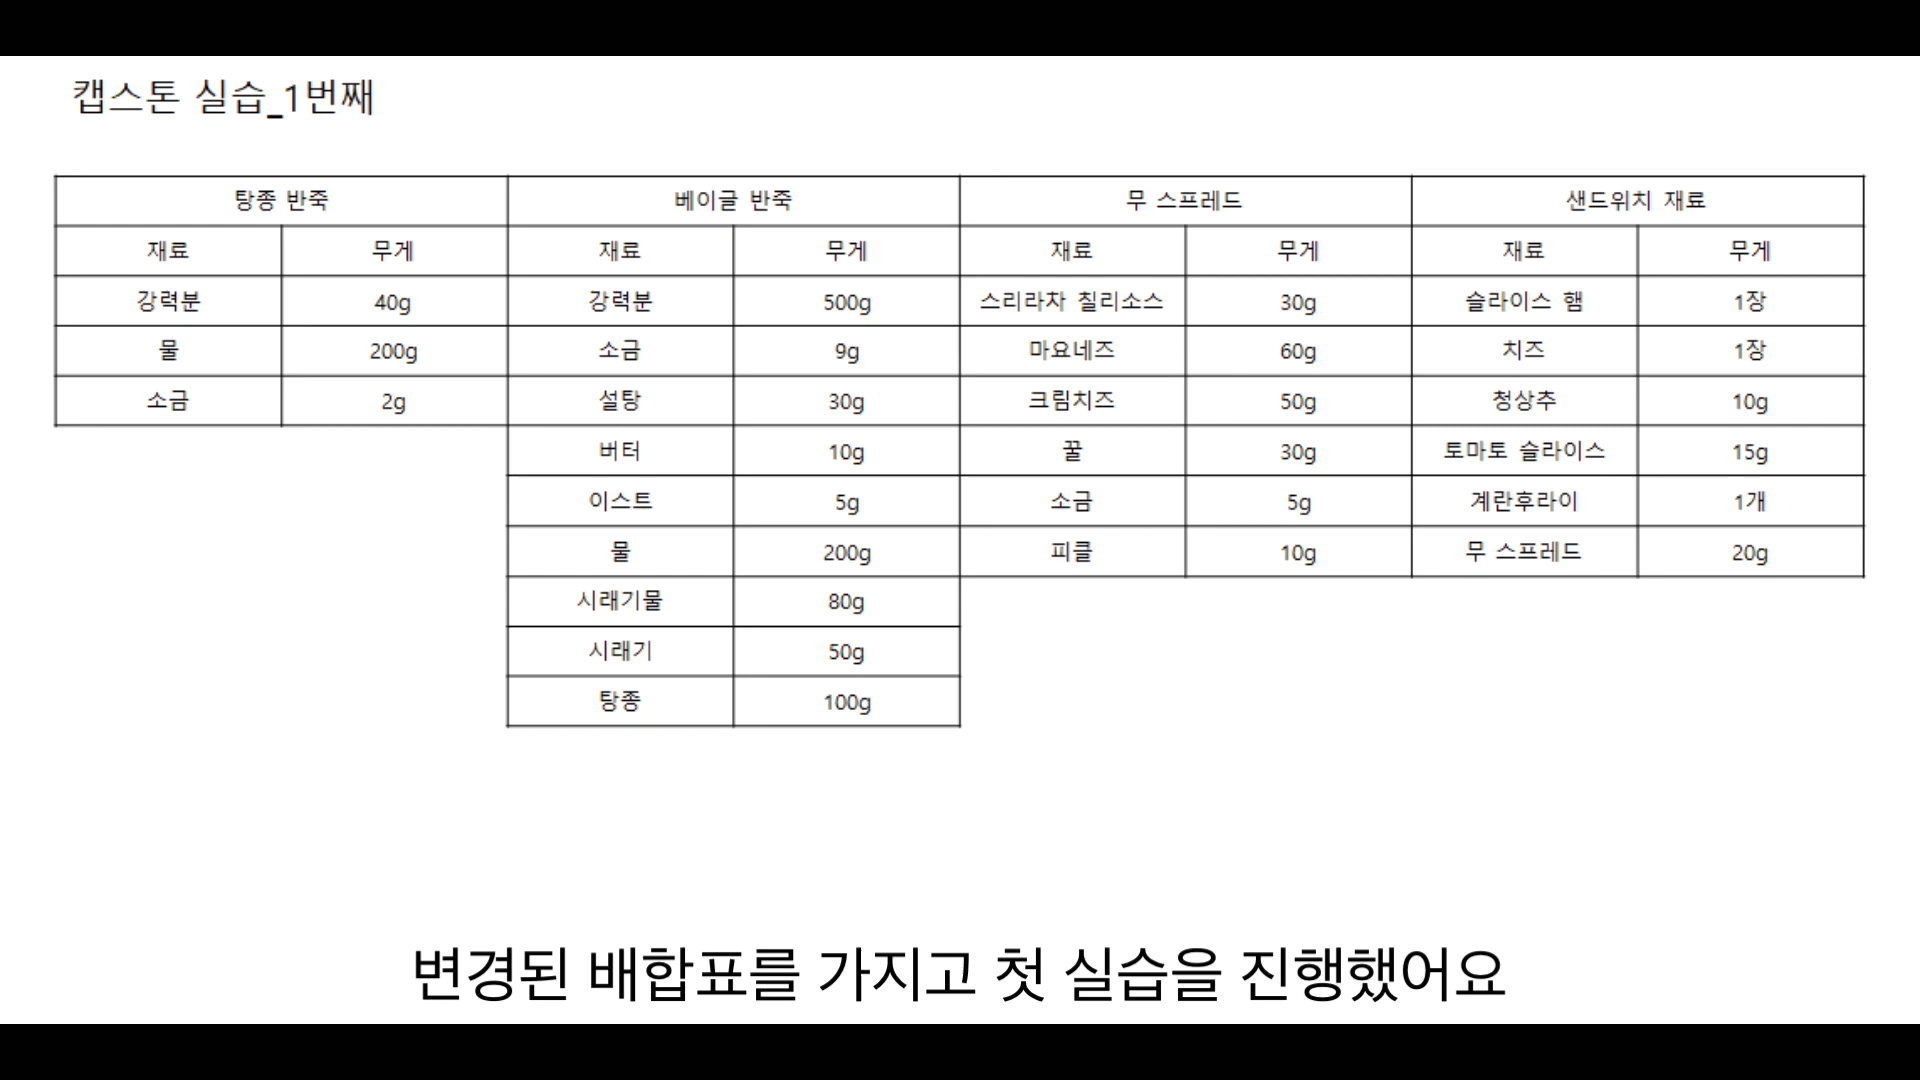 캡스톤 실습_1번째
탕종 반죽 베이글 반죽 무 스프레드 샌드위치 재료
재료 무게 재료 무게 재료 무게 재료 무게
강력분 40g 강력분 500g 스리라차 칠리소스 30g 슬라이스 햄 1장
물 200g 소금 9g 마요네즈 60g 치즈 1장
소금 2g 설탕 30g 크림치즈 50g 청상추 10g
버터 10g 꿀 30g 토마토 슬라이스 15g
이스트 5g 소금 5g 계란후라이 1개
물 200g 피클 10g 무 스프레드 20g
시래기물 80g
시래기 50g
탕종 100g
변경된 배합표를 가지고 첫 실습을 진행했어요